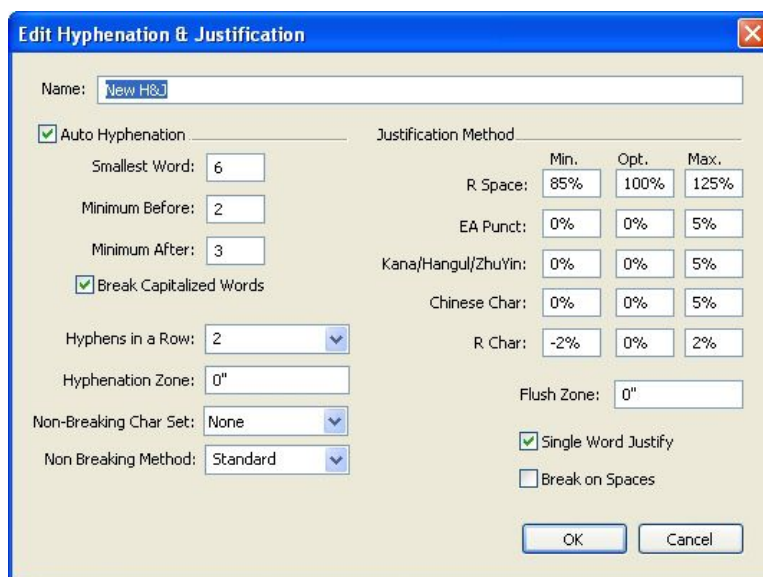 Edit Hyphenation & Justification
Name: New H&J
Auto Hyphenation
Smallest Word: 6
Minimum Before: 2
Minimum After: 3
Break Capitalized Words
Hyphens in a Row: 2
Hyphenation Zone: 0"
Non-Breaking Char Set: None
Non Breaking Method: Standard
Justification Method
Min. Opt. Max.
R Space: 85% 100% 125%
EA Punct: 0% 0% 5%
Kana/Hangul/ZhuYin: 0% 0% 5%
Chinese Char: 0% 0% 5%
R Char: -2% 0% 2%
Flush Zone: 0"
Single Word Justify
Break on Spaces
OK Cancel